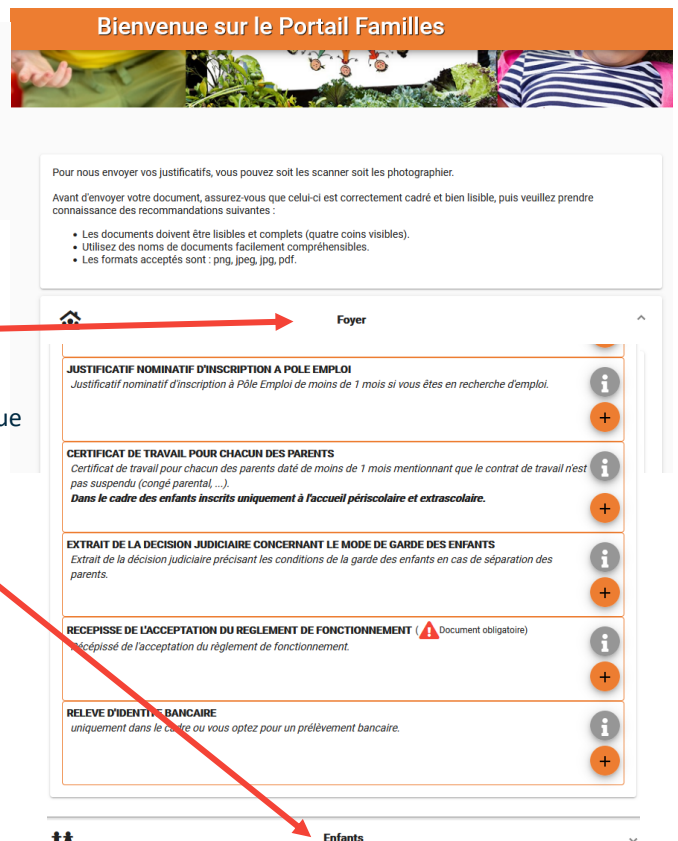 Bienvenue sur le Portail Familles
Pour nous envoyer vos justificatifs, vous pouvez soit les scanner soit les photographier.
Avant d'envoyer votre document, assurez-vous que celui-ci est correctement cadré et bien lisible, puis veuillez prendre
connaissance des recommandations suivantes :
• Les documents doivent être lisibles et complets (quatre coins visibles).
• Utilisez des noms de documents facilement compréhensibles.
• Les formats acceptés sont : png, jpeg, jpg, pdf.
Foyer
JUSTIFICATIF NOMINATIF D'INSCRIPTION A POLE EMPLOI
Justificatif nominatif d'inscription à Pôle Emploi de moins de 1 mois si vous êtes en recherche d'emploi.
ue
CERTIFICAT DE TRAVAIL POUR CHACUN DES PARENTS
Certificat de travail pour chacun des parents daté de moins de 1 mois mentionnant que le contrat de travail n'est
pas suspendu (congé parental, ...).
Dans le cadre des enfants inscrits uniquement à l'accueil périscolaire et extrascolaire.
EXTRAIT DE LA DECISION JUDICIAIRE CONCERNANT LE MODE DE GARDE DES ENFANTS
Extrait de la décision judiciaire précisant les conditions de la garde des enfants en cas de séparation des
parents.
RECEPISSE DE L'ACCEPTATION DU REGLEMENT DE FONCTIONNEMENT ( Document obligatoire)
Récépissé de l'acceptation du règlement de fonctionnement.
RELEVE D'IDENTITE BANCAIRE
uniquement dans le cadre ou vous optez pour un prélèvement bancaire.
Enfants